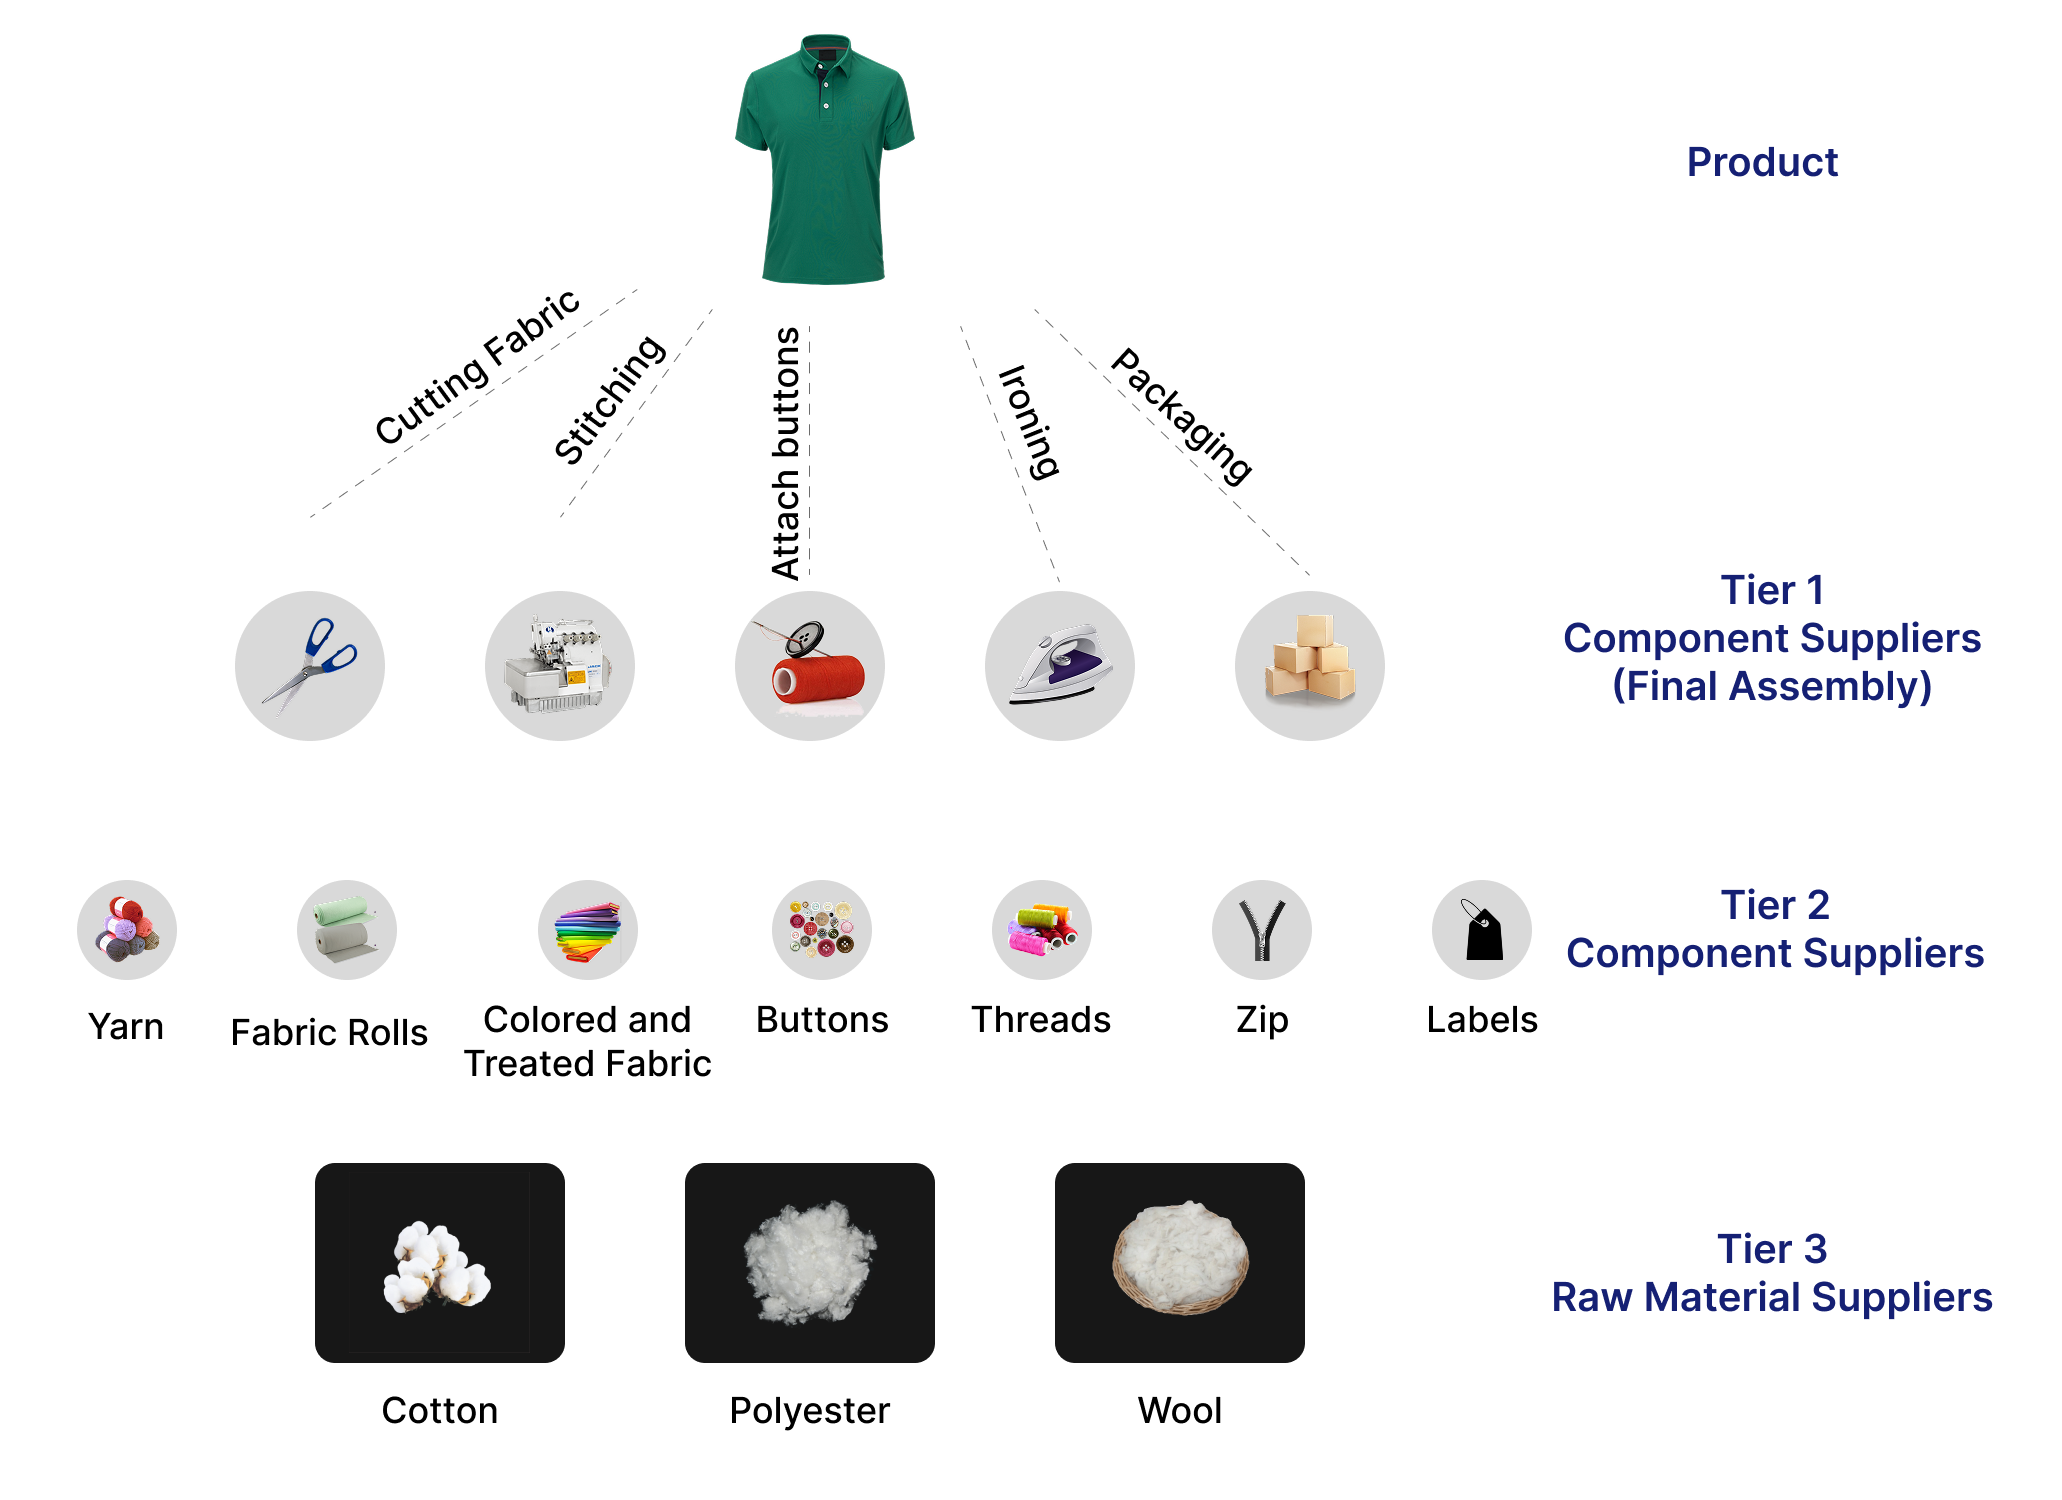 Product
Cutting Fabric
Stitching
Attach buttons
Ironing
Packaging
Tier 1
Component Suppliers
(Final Assembly)
Tier 2
Component Suppliers
Yarn
Fabric Rolls
Colored and
Treated Fabric
Buttons
Threads
Zip
Labels
Tier 3
Raw Material Suppliers
Cotton
Polyester
Wool